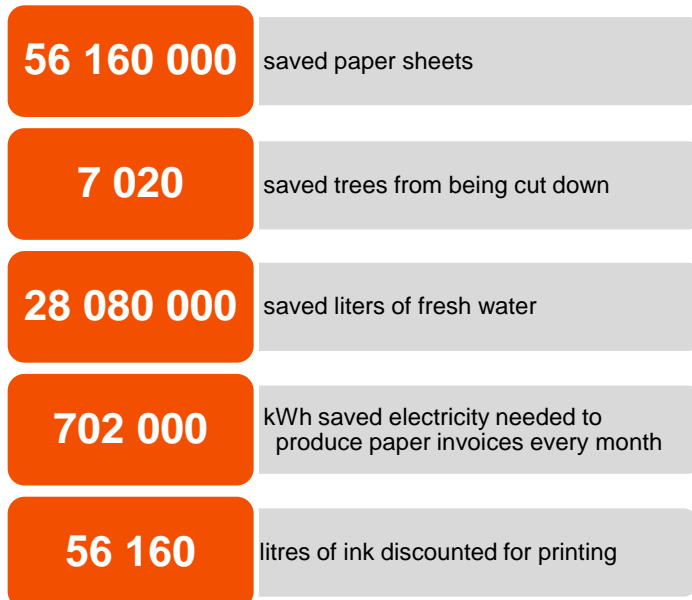 56 160 000
saved paper sheets
7 020
saved trees from being cut down
28 080 000
saved liters of fresh water
702 000
kWh saved electricity needed to
produce paper invoices every month
56 160
litres of ink discounted for printing